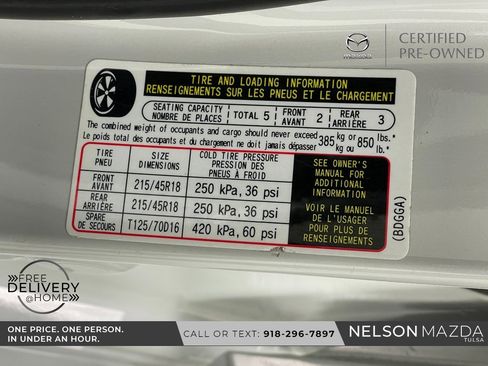 mazda
CERTIFIED
PRE-OWNED
TIRE AND LOADING INFORMATION
RENSEIGNEMENTS SUR LES PNEUS ET LE CHARGEMENT
SEATING CAPACITY
NOMBRE DE PLACES
TOTAL 5
FRONT
AVANT
2
REAR
ARRIÈRE
3
The combined weight of occupants and cargo should never exceed 385 kg or 850 lbs.*
Le poids total des occupants et du chargement ne doit jamais dépasser kg ou lb.*
TIRE
PNEU
SIZE
DIMENSIONS
COLD TIRE PRESSURE
PRESSION DES
PNEUS À FROID
FRONT
AVANT
215/45R18
250 kPa, 36 psi
REAR
ARRIÈRE
215/45R18
250 kPa, 36 psi
SPARE
DE SECOURS
T125/70D16
420 kPa, 60 psi
SEE OWNER'S
MANUAL FOR
ADDITIONAL
INFORMATION
VOIR LE MANUEL
DE L'USAGER
POUR PLUS DE
RENSEIGNEMENTS
(BDGGA)
FREE
DELIVERY
@HOME
ONE PRICE. ONE PERSON.
IN UNDER AN HOUR.
CALL OR TEXT: 918-296-7897
NELSON MAZDA
TULSA